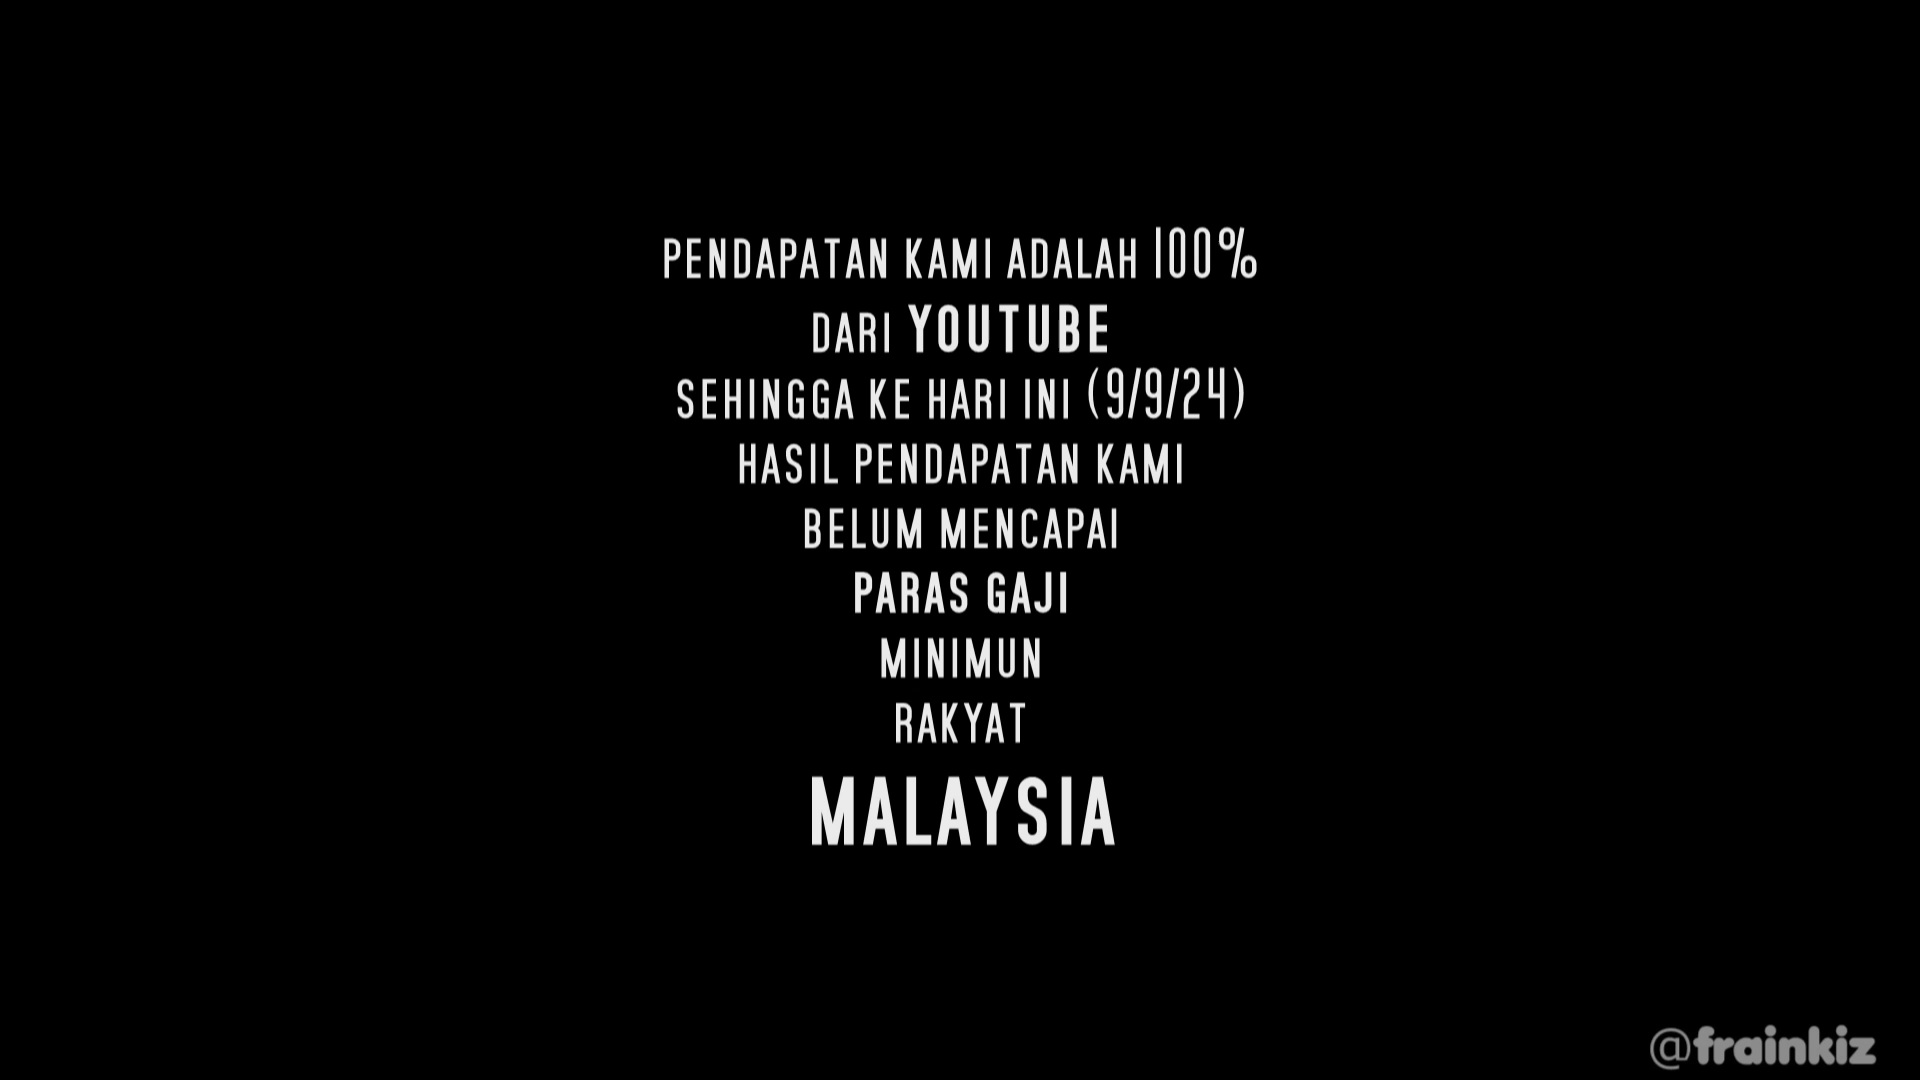 PENDAPATAN KAMI ADALAH 100%
DARI YOUTUBE
SEHINGGA KE HARI INI (9/9/24)
HASIL PENDAPATAN KAMI
BELUM MENCAPAI
PARAS GAJI
MINIMUN
RAKYAT
MALAYSIA
@frainkiz